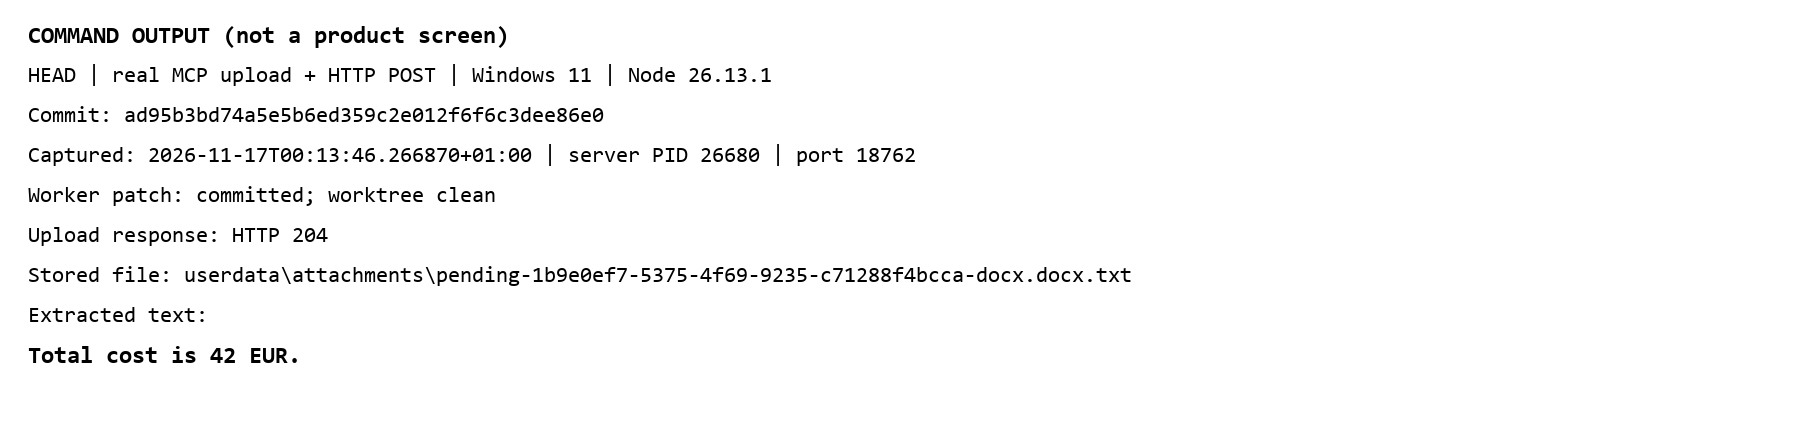 COMMAND OUTPUT (not a product screen)
HEAD | real MCP upload + HTTP POST | Windows 11 | Node 26.13.1
Commit: ad95b3bd74a5e5b6ed359c2e012f6f6c3dee86e0
Captured: 2026-11-17T00:13:46.266870+01:00 | server PID 26680 | port 18762
Worker patch: committed; worktree clean
Upload response: HTTP 204
Stored file: userdata\attachments\pending-1b9e0ef7-5375-4f69-9235-c71288f4bcca-docx.docx.txt
Extracted text:
Total cost is 42 EUR.